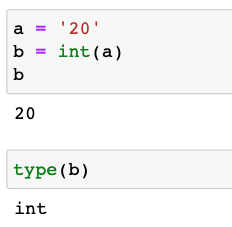 a = '20'
b = int(a)
b
20
type(b)
int